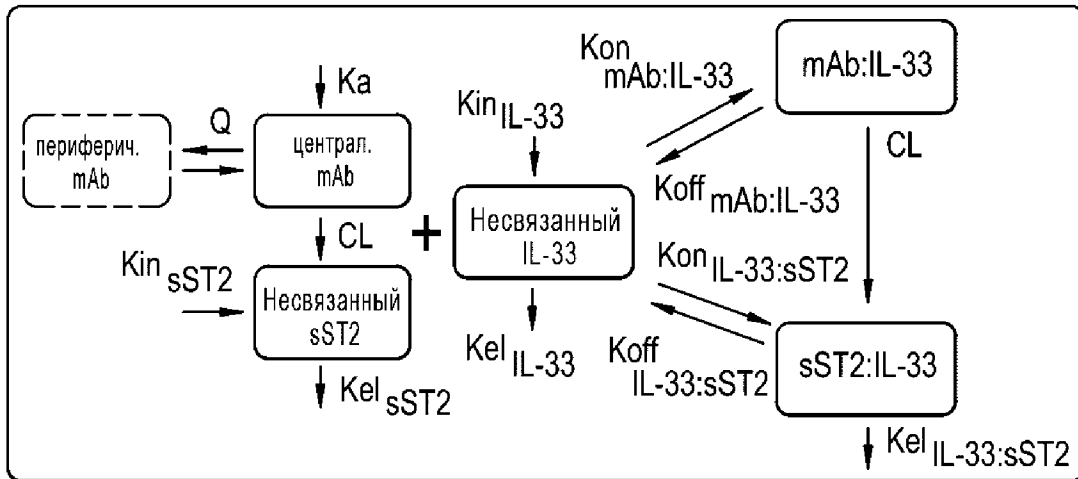 Ka
Q
перифeрич.
mAb
централ.
mAb
CL
Kin sST2
Несвязанный
sST2
Kel sST2
+
Kin IL-33
Несвязанный
IL-33
Kel IL-33
Kon mAb:IL-33
Koff mAb:IL-33
mAb:IL-33
CL
Kon IL-33:sST2
Koff IL-33:sST2
sST2:IL-33
Kel IL-33:sST2